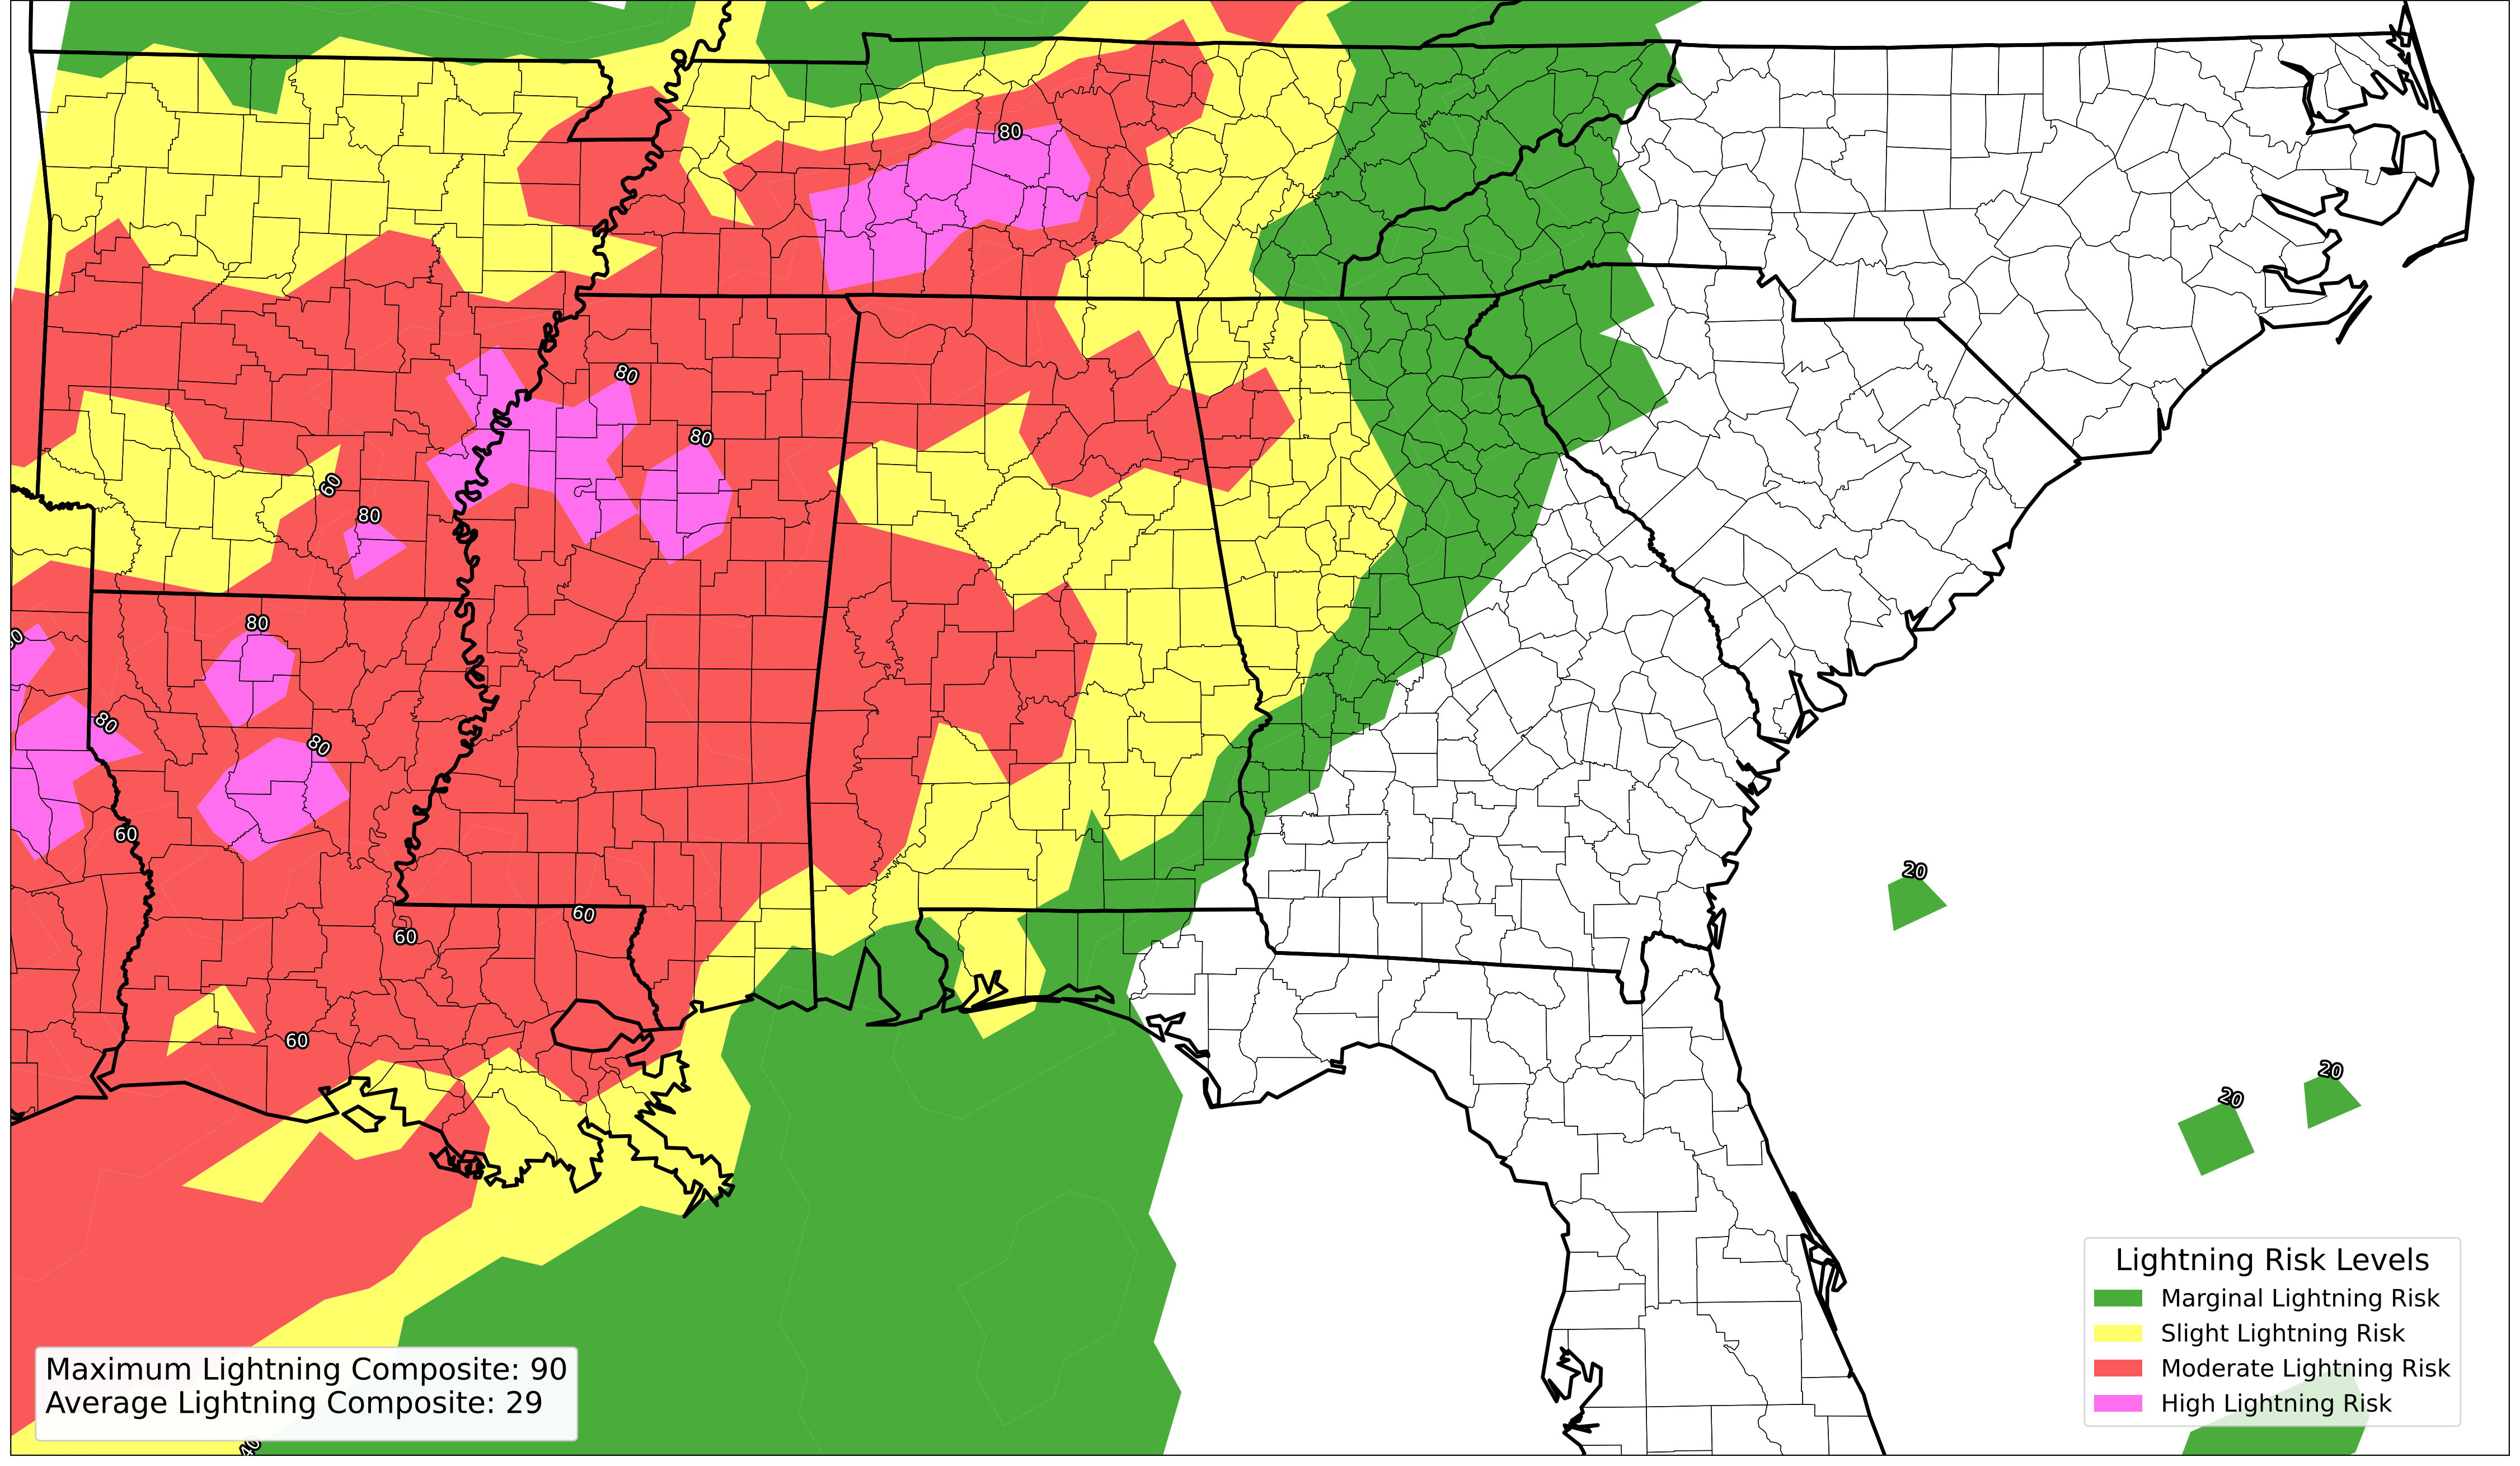 80
80
80
60
80
80
80
80
60
60
60
60
20
20
20
40
Maximum Lightning Composite: 90
Average Lightning Composite: 29
Lightning Risk Levels
Marginal Lightning Risk
Slight Lightning Risk
Moderate Lightning Risk
High Lightning Risk